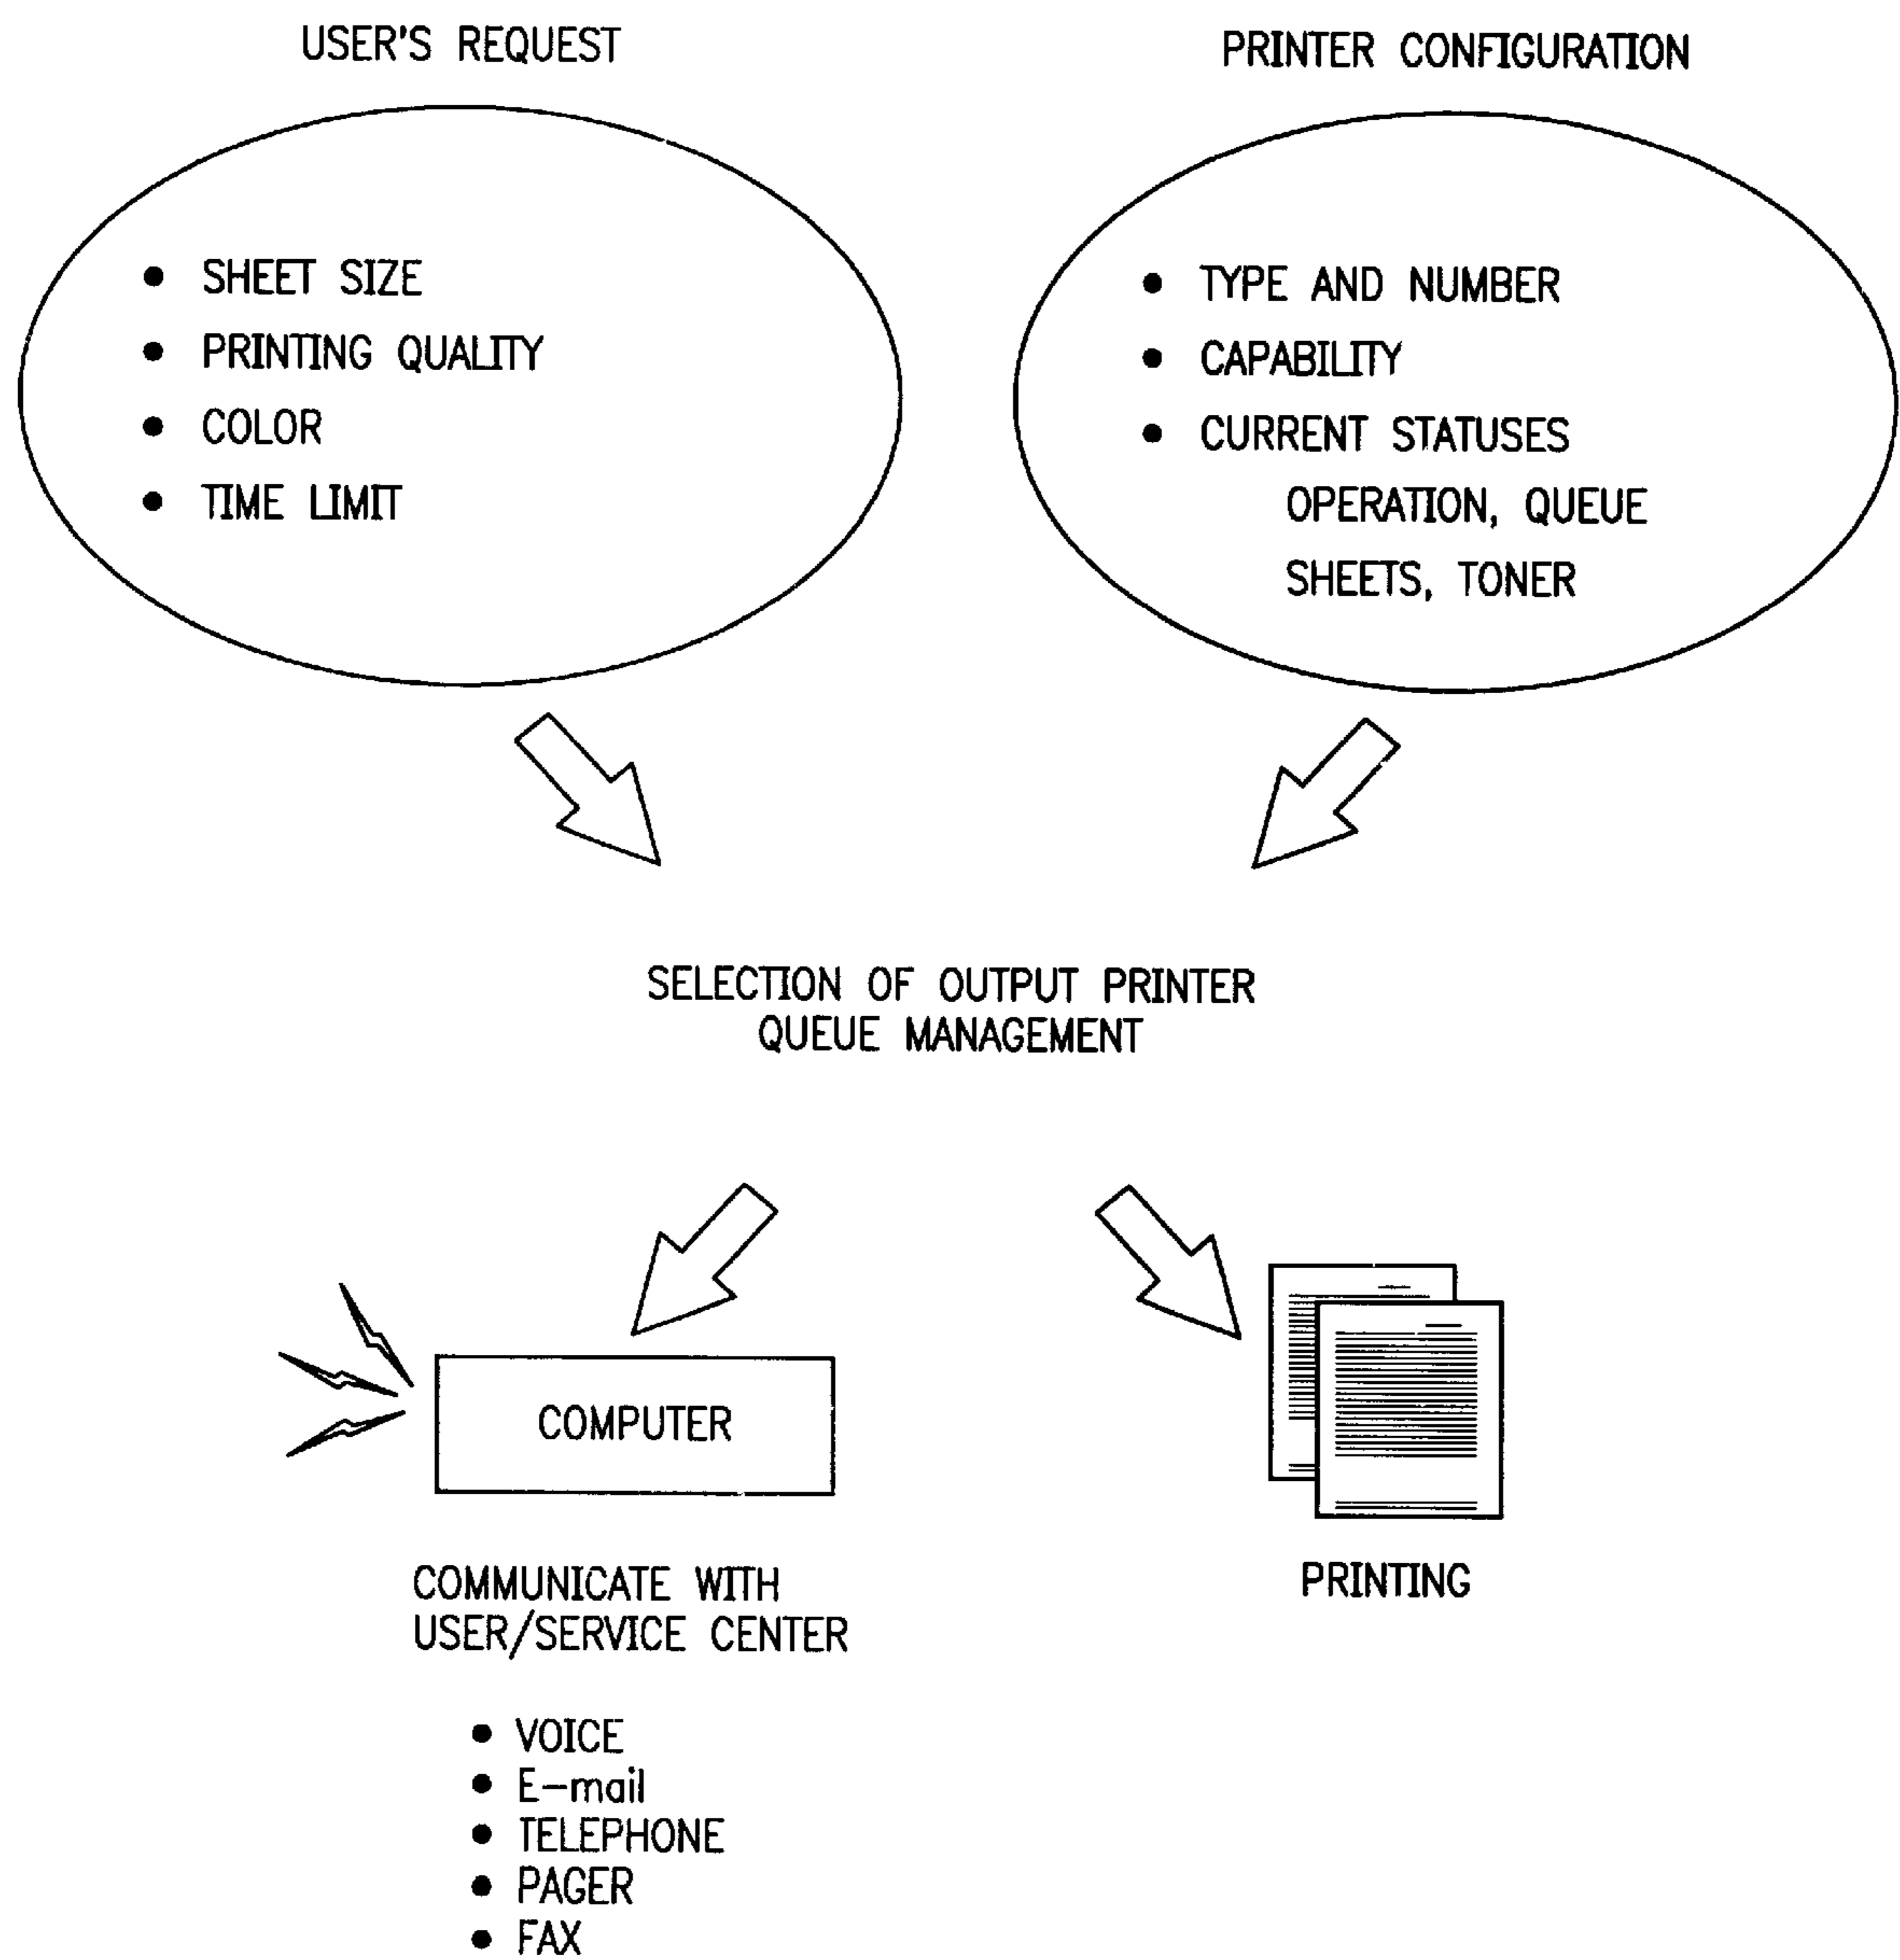 USER'S REQUEST
● SHEET SIZE
● PRINTING QUALITY
● COLOR
● TIME LIMIT
PRINTER CONFIGURATION
● TYPE AND NUMBER
● CAPABILITY
● CURRENT STATUSES
OPERATION, QUEUE
SHEETS, TONER
SELECTION OF OUTPUT PRINTER
QUEUE MANAGEMENT
COMPUTER
COMMUNICATE WITH
USER/SERVICE CENTER
● VOICE
● E-mail
● TELEPHONE
● PAGER
● FAX
PRINTING